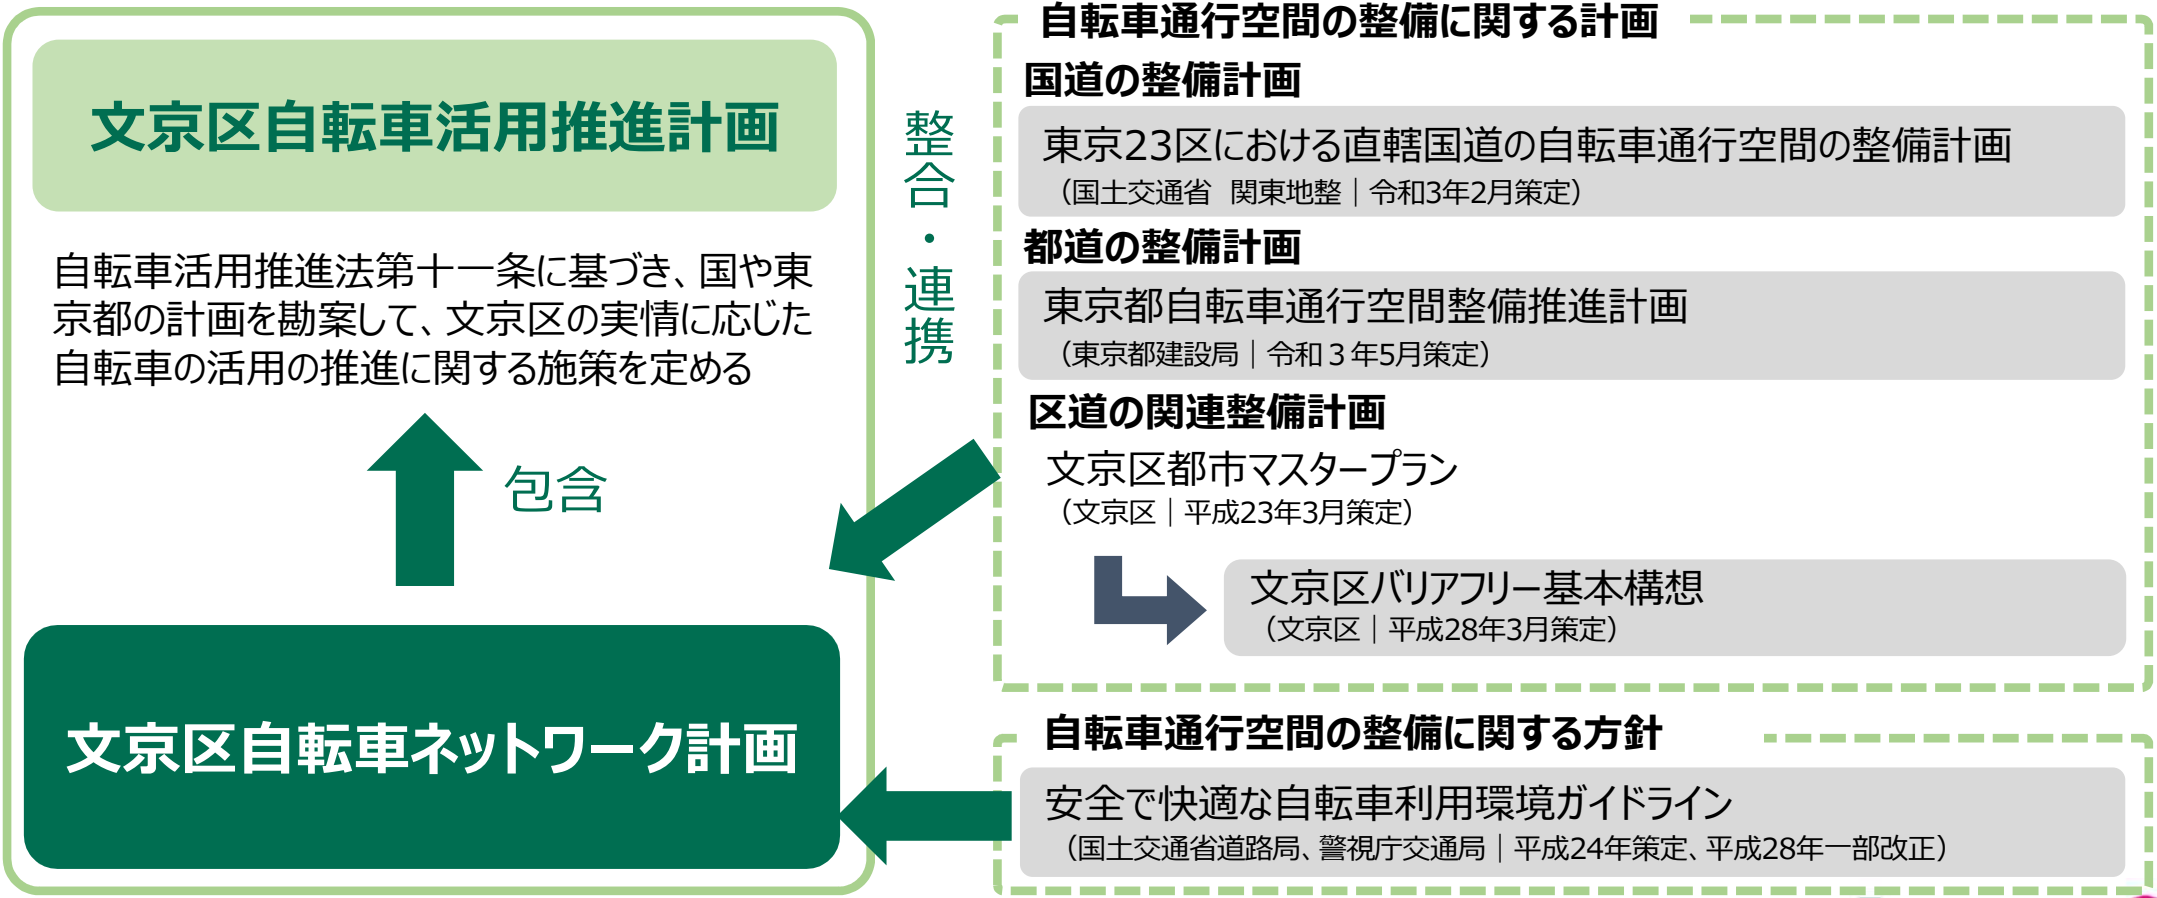 文京区自転車活用推進計画
自転車活用推進法第十一条に基づき、国や東
京都の計画を勘案して、文京区の実情に応じた
自転車の活用の推進に関する施策を定める
包含
文京区自転車ネットワーク計画
整合・連携
自転車通行空間の整備に関する計画
国道の整備計画
東京23区における直轄国道の自転車通行空間の整備計画
（国土交通省　関東地整｜令和3年2月策定）
都道の整備計画
東京都自転車通行空間整備推進計画
（東京都建設局｜令和３年5月策定）
区道の関連整備計画
文京区都市マスタープラン
（文京区｜平成23年3月策定）
文京区バリアフリー基本構想
（文京区｜平成28年3月策定）
自転車通行空間の整備に関する方針
安全で快適な自転車利用環境ガイドライン
（国土交通省道路局、警視庁交通局｜平成24年策定、平成28年一部改正）